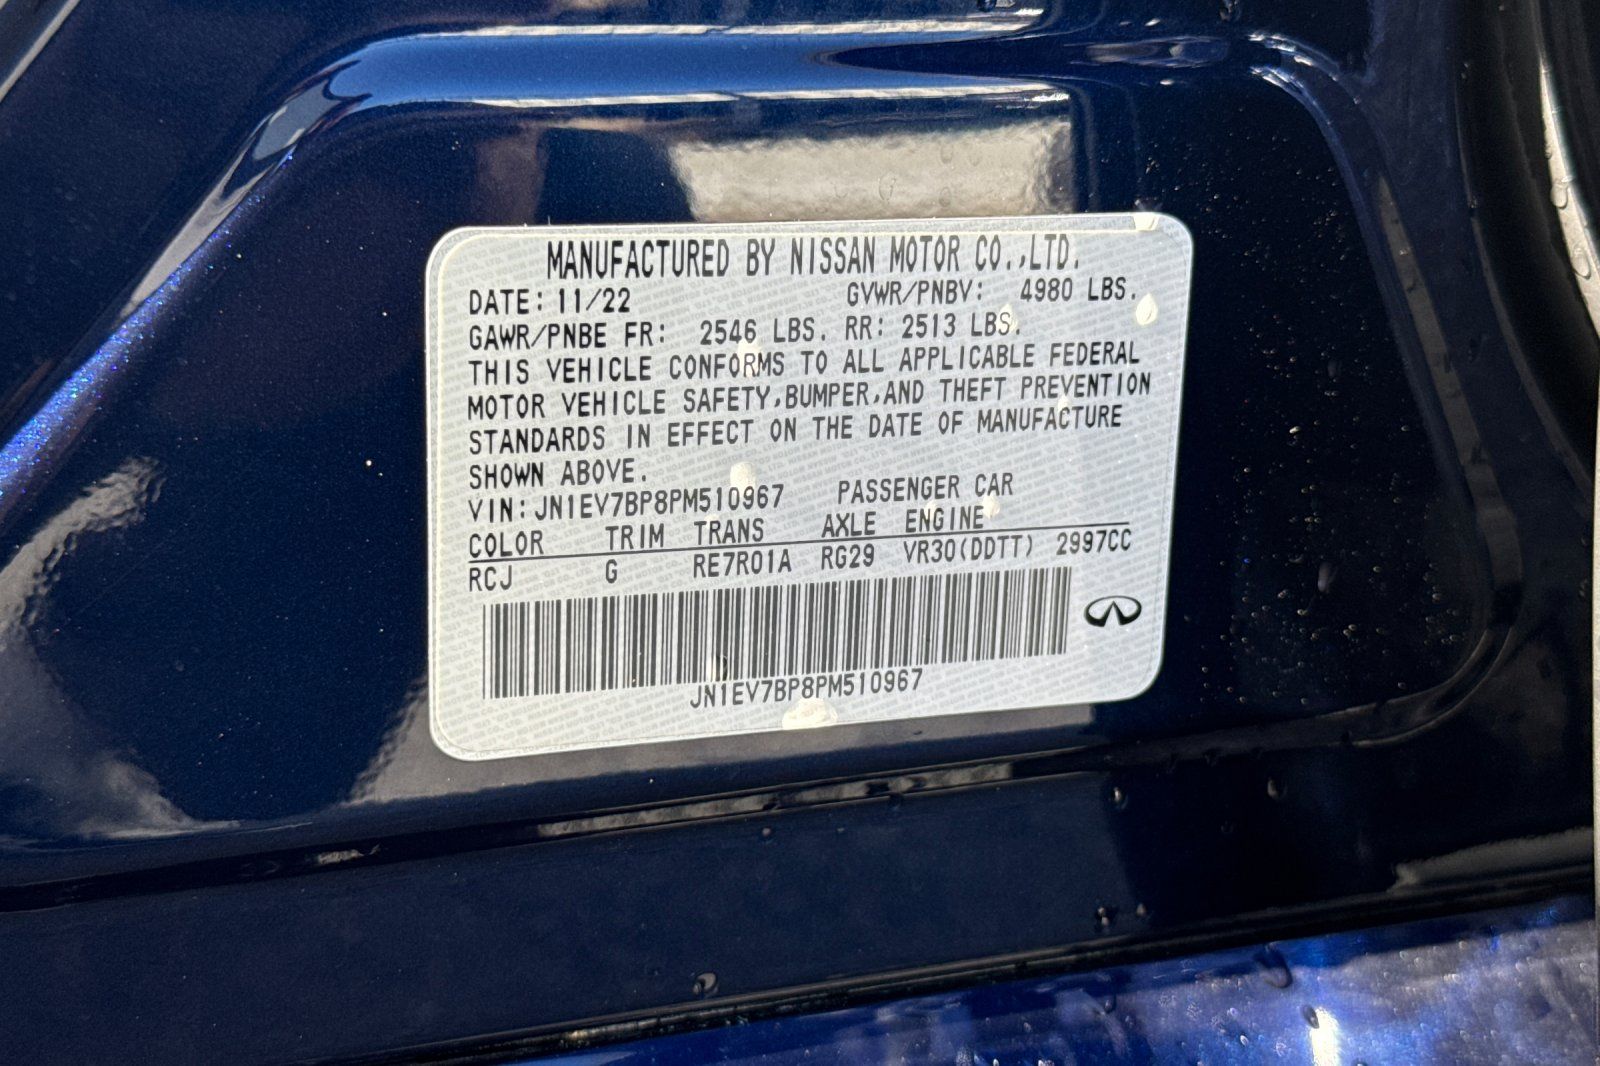 MANUFACTURED BY NISSAN MOTOR CO.,LTD.
DATE: 11/22 GVWR/PNBV: 4980 LBS.
GAWR/PNBE FR: 2546 LBS. RR: 2513 LBS.
THIS VEHICLE CONFORMS TO ALL APPLICABLE FEDERAL
MOTOR VEHICLE SAFETY,BUMPER,AND THEFT PREVENTION
STANDARDS IN EFFECT ON THE DATE OF MANUFACTURE
SHOWN ABOVE.
VIN: JN1EV7BP8PM510967 PASSENGER CAR
COLOR TRIM TRANS AXLE ENGINE
RCJ G RE7R01A RG29 VR30(DDTT) 2997CC
JN1EV7BP8PM510967